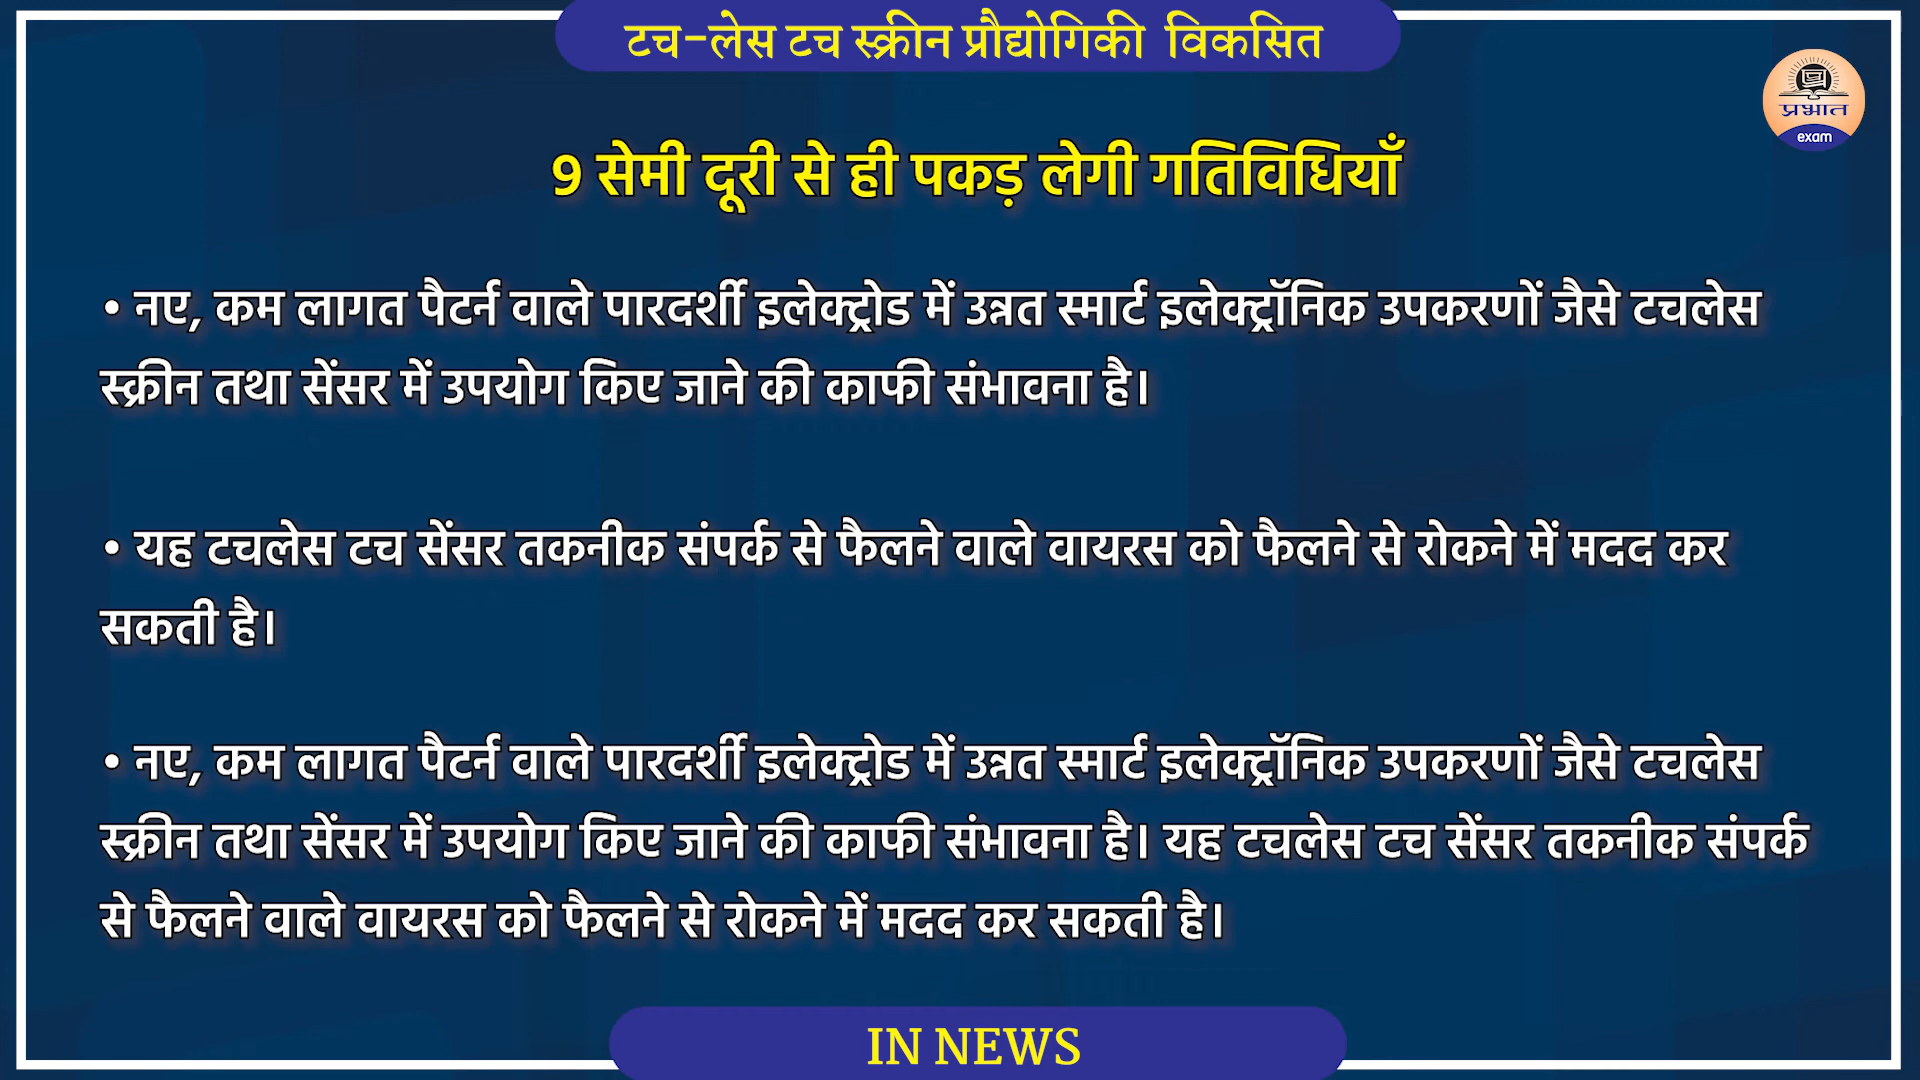 टच-लेस टच स्क्रीन प्रौद्योगिकी विकसित
प्रभात
exam
9 सेमी दूरी से ही पकड़ लेगी गतिविधियाँ
• नए, कम लागत पैटर्न वाले पारदर्शी इलेक्ट्रोड में उन्नत स्मार्ट इलेक्ट्रॉनिक उपकरणों जैसे टचलेस
स्क्रीन तथा सेंसर में उपयोग किए जाने की काफी संभावना है।
• यह टचलेस टच सेंसर तकनीक संपर्क से फैलने वाले वायरस को फैलने से रोकने में मदद कर
सकती है।
• नए, कम लागत पैटर्न वाले पारदर्शी इलेक्ट्रोड में उन्नत स्मार्ट इलेक्ट्रॉनिक उपकरणों जैसे टचलेस
स्क्रीन तथा सेंसर में उपयोग किए जाने की काफी संभावना है। यह टचलेस टच सेंसर तकनीक संपर्क
से फैलने वाले वायरस को फैलने से रोकने में मदद कर सकती है।
IN NEWS